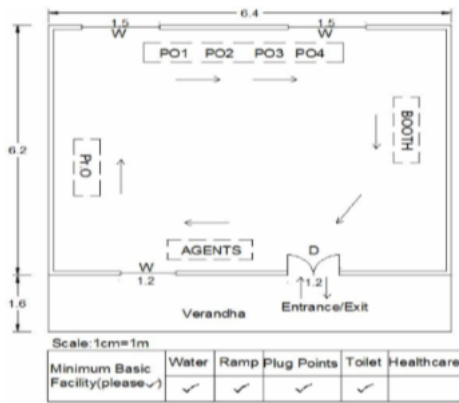 6.4
1.5
W
1.5
W
PO1 PO2 PO3 PO4
6.2
Pr.O
BOOTH
AGENTS
D
W
1.2
1.2
1.6
Entrance/Exit
Verandha
Scale:1cm=1m
Minimum Basic Facility(please✓)
Water Ramp Plug Points Toilet Healthcare
✓ ✓ ✓ ✓